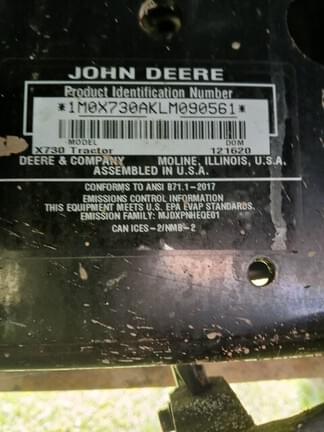 JOHN DEERE
Product Identification Number
*1M0X730AKLM090561*
MODEL DOM
X730 Tractor 121620
DEERE & COMPANY MOLINE, ILLINOIS, U.S.A.
ASSEMBLED IN U.S.A.
CONFORMS TO ANSI B71.1-2017
EMISSIONS CONTROL INFORMATION
THIS EQUIPMENT MEETS U.S. EPA EVAP STANDARDS.
EMISSION FAMILY: MJDXPNHEQE01
CAN ICES-2/NMB-2